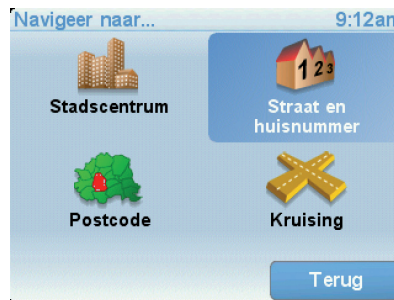 Navigeer naar... 9:12am
Stadscentrum
1 2 3
Straat en
huisnummer
Postcode
Kruising
Terug